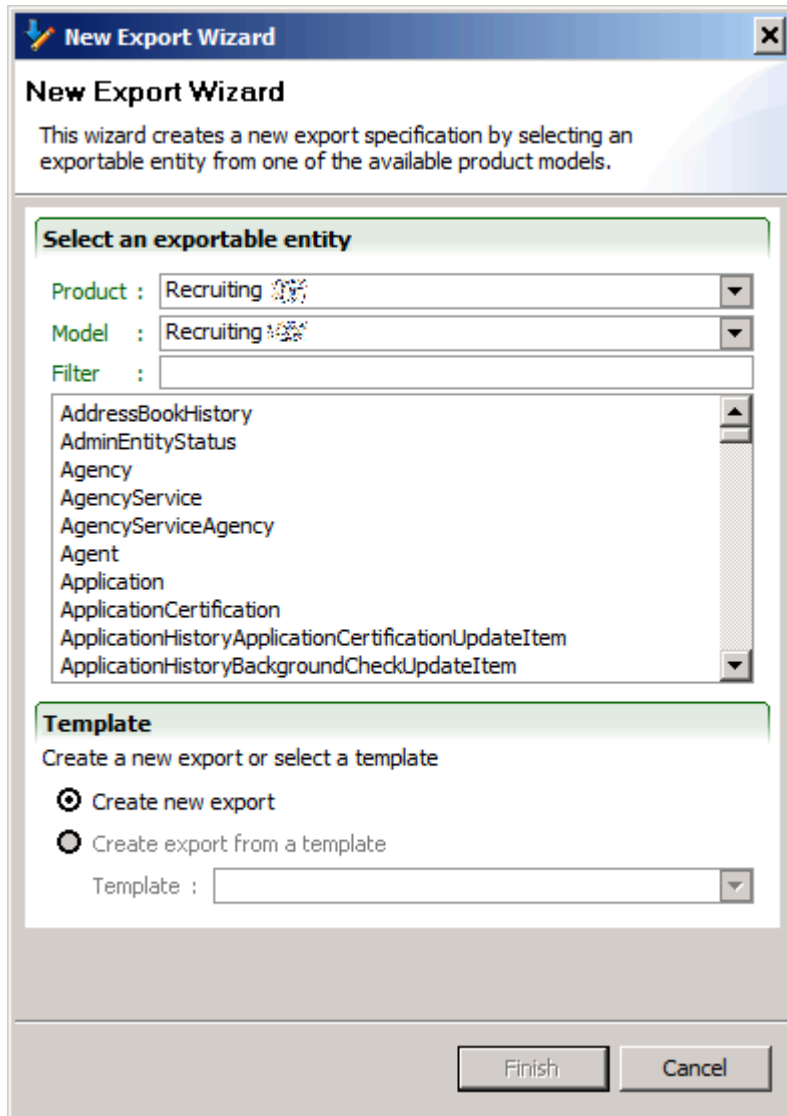 New Export Wizard
New Export Wizard
This wizard creates a new export specification by selecting an
exportable entity from one of the available product models.
Select an exportable entity
Product : Recruiting
Model : Recruiting
Filter :
AddressBookHistory
AdminEntityStatus
Agency
AgencyService
AgencyServiceAgency
Agent
Application
ApplicationCertification
ApplicationHistoryApplicationCertificationUpdateItem
ApplicationHistoryBackgroundCheckUpdateItem
Template
Create a new export or select a template
Create new export
Create export from a template
Template :
Finish Cancel